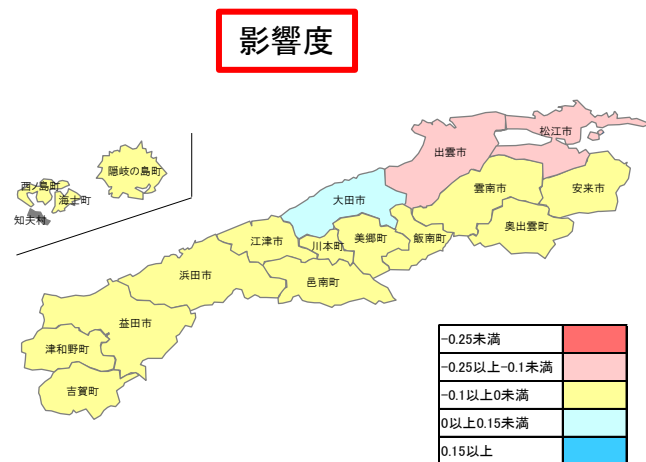 影響度
松江市
出雲市
隠岐の島町
西ノ島町
海士町
知夫村
大田市
雲南市
安来市
奥出雲町
飯南町
美郷町
川本町
江津市
邑南町
浜田市
益田市
津和野町
吉賀町
-0.25未満
-0.25以上-0.1未満
-0.1以上0未満
0以上0.15未満
0.15以上